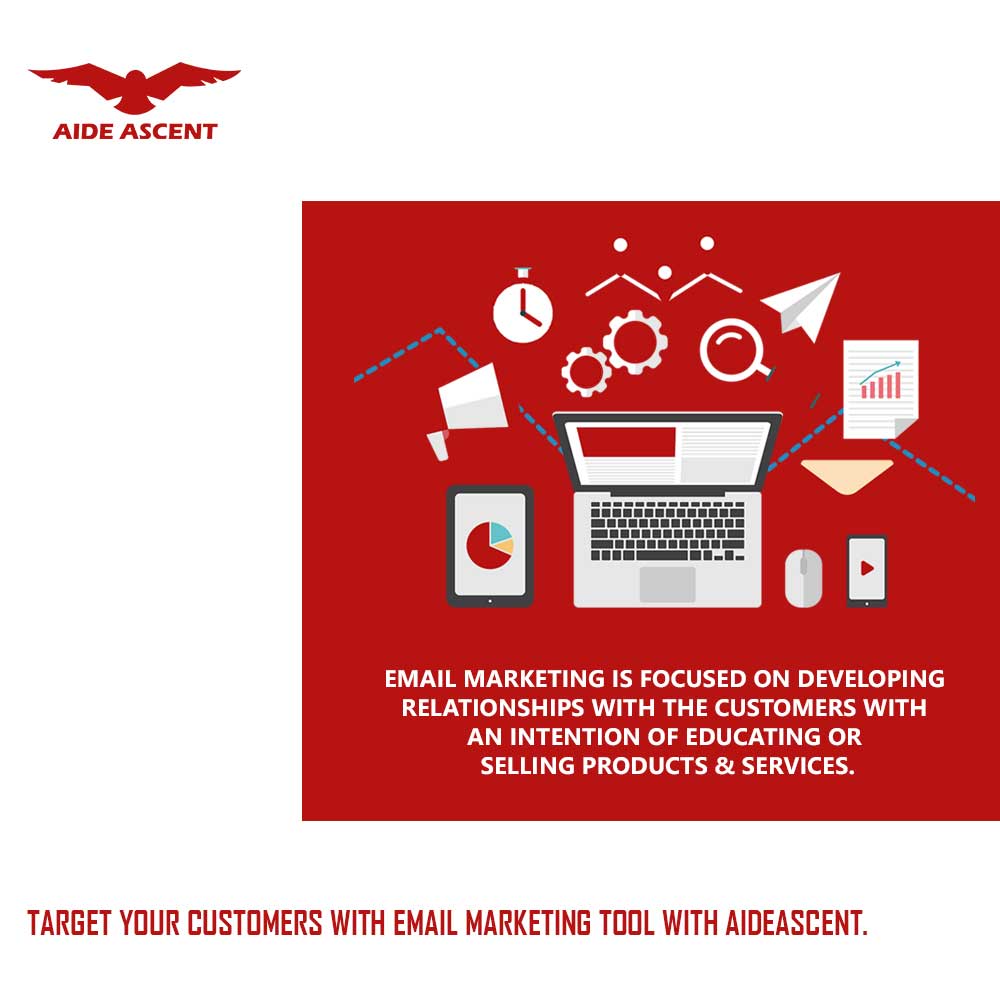 AIDE ASCENT
EMAIL MARKETING IS FOCUSED ON DEVELOPING
RELATIONSHIPS WITH THE CUSTOMERS WITH
AN INTENTION OF EDUCATING OR
SELLING PRODUCTS & SERVICES.
TARGET YOUR CUSTOMERS WITH EMAIL MARKETING TOOL WITH AIDEASCENT.